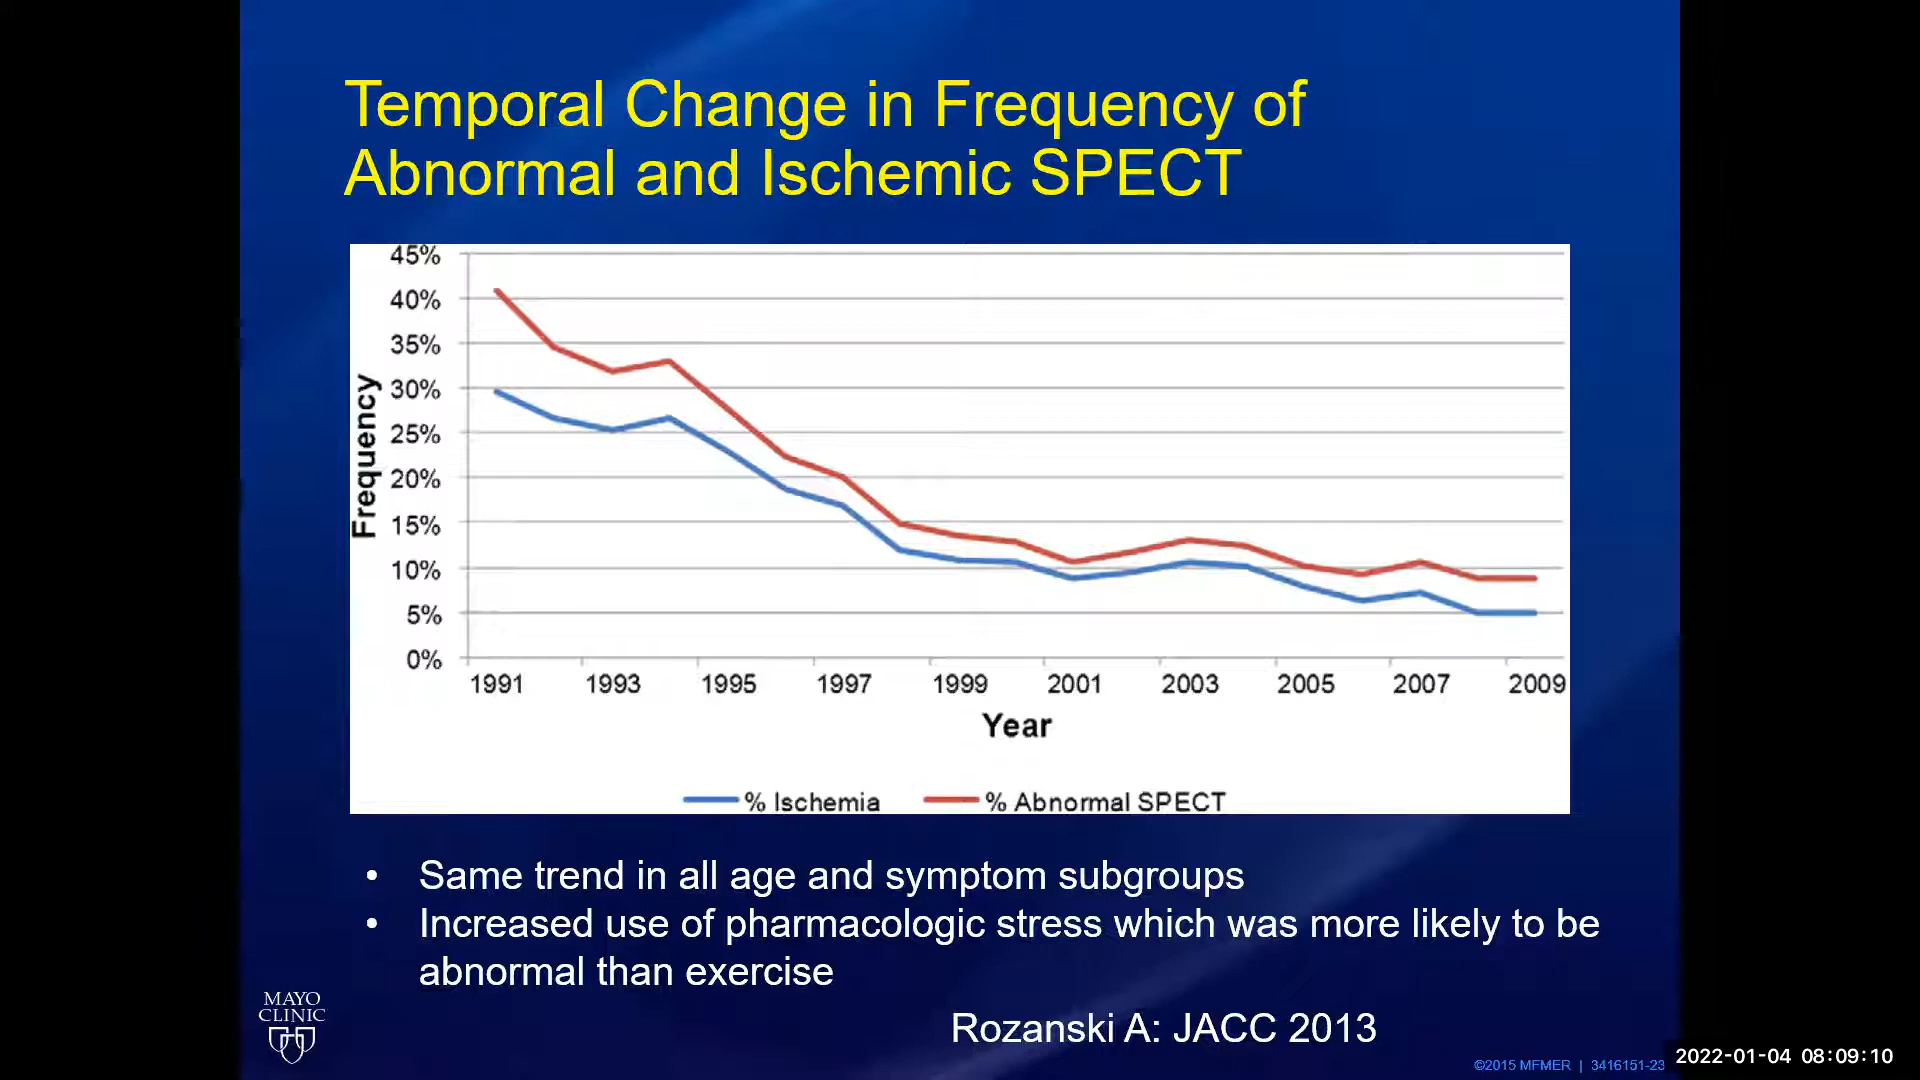 Temporal Change in Frequency of
Abnormal and Ischemic SPECT
45%
40%
35%
30%
25%
20%
15%
10%
5%
0%
Frequency
1991 1993 1995 1997 1999 2001 2003 2005 2007 2009
Year
% Ischemia % Abnormal SPECT
• Same trend in all age and symptom subgroups
• Increased use of pharmacologic stress which was more likely to be
abnormal than exercise
MAYO
CLINIC
Rozanski A: JACC 2013
©2015 MFMER | 3416151-23
2022-01-04 08:09:10